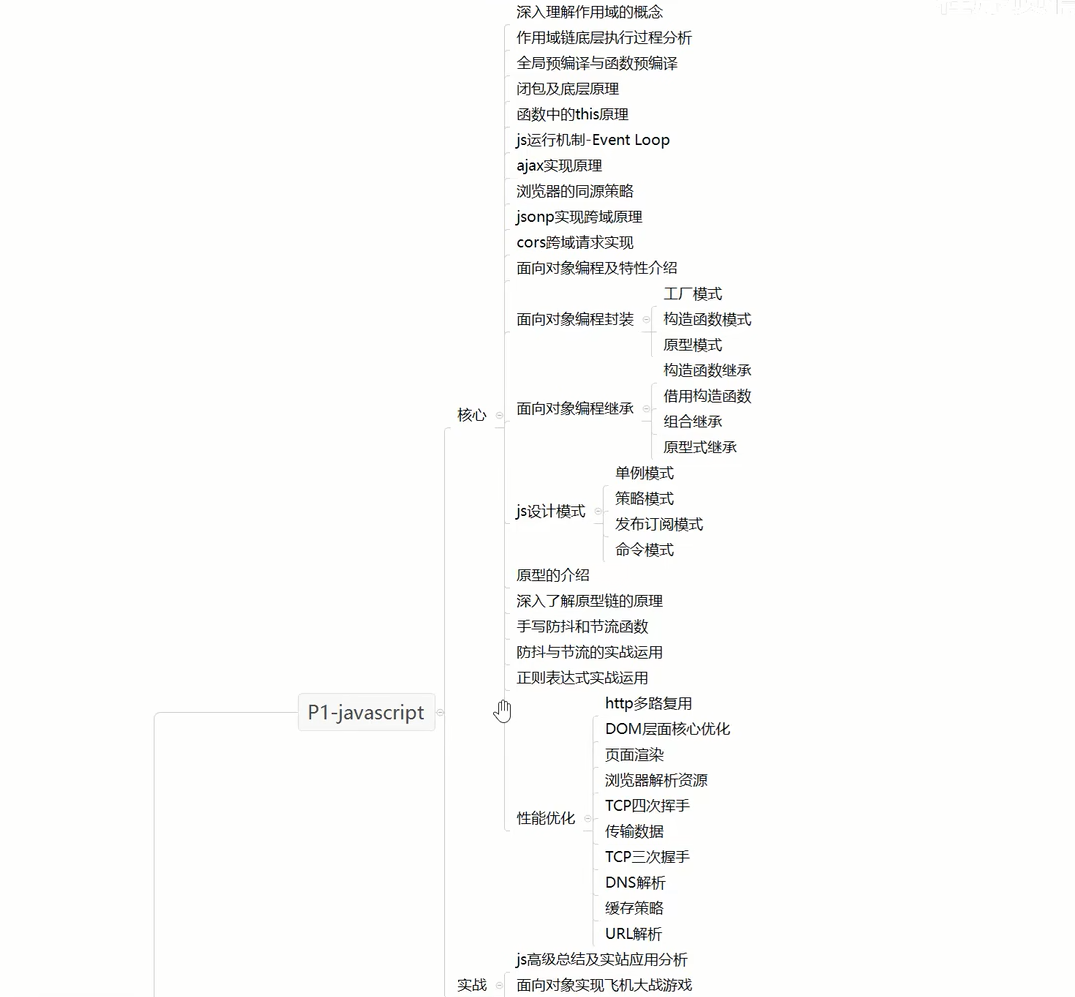 深入理解作用域的概念
作用域链底层执行过程分析
全局预编译与函数预编译
闭包及底层原理
函数中的this原理
js运行机制-Event Loop
ajax实现原理
浏览器的同源策略
jsonp实现跨域原理
cors跨域请求实现
面向对象编程及特性介绍
面向对象编程封装
工厂模式
构造函数模式
原型模式
面向对象编程继承
构造函数继承
借用构造函数
组合继承
原型式继承
核心
js设计模式
单例模式
策略模式
发布订阅模式
命令模式
原型的介绍
深入了解原型链的原理
手写防抖和节流函数
防抖与节流的实战运用
正则表达式实战运用
P1-javascript
性能优化
http多路复用
DOM层面核心优化
页面渲染
浏览器解析资源
TCP四次挥手
传输数据
TCP三次握手
DNS解析
缓存策略
URL解析
js高级总结及实站应用分析
实战
面向对象实现飞机大战游戏